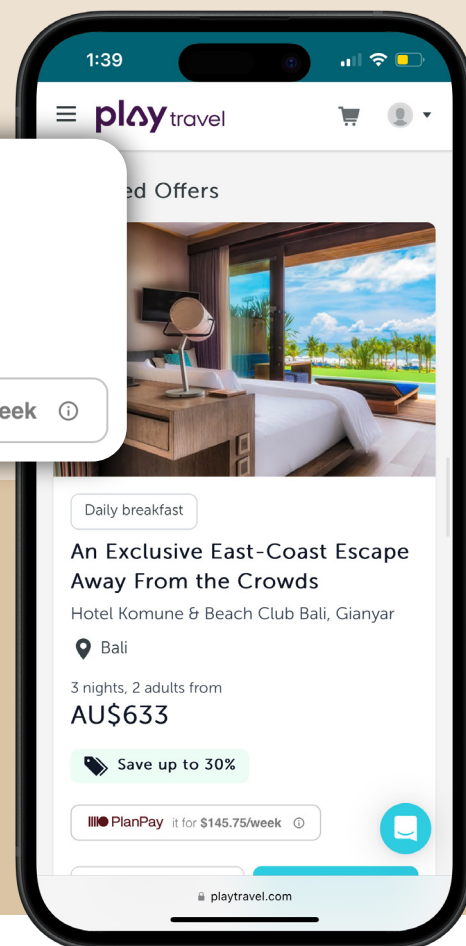 1:39
play travel
ed Offers
eek
Daily breakfast
An Exclusive East-Coast Escape
Away From the Crowds
Hotel Komune & Beach Club Bali, Gianyar
Bali
3 nights, 2 adults from
AU$633
Save up to 30%
PlanPay it for $145.75/week
playtravel.com